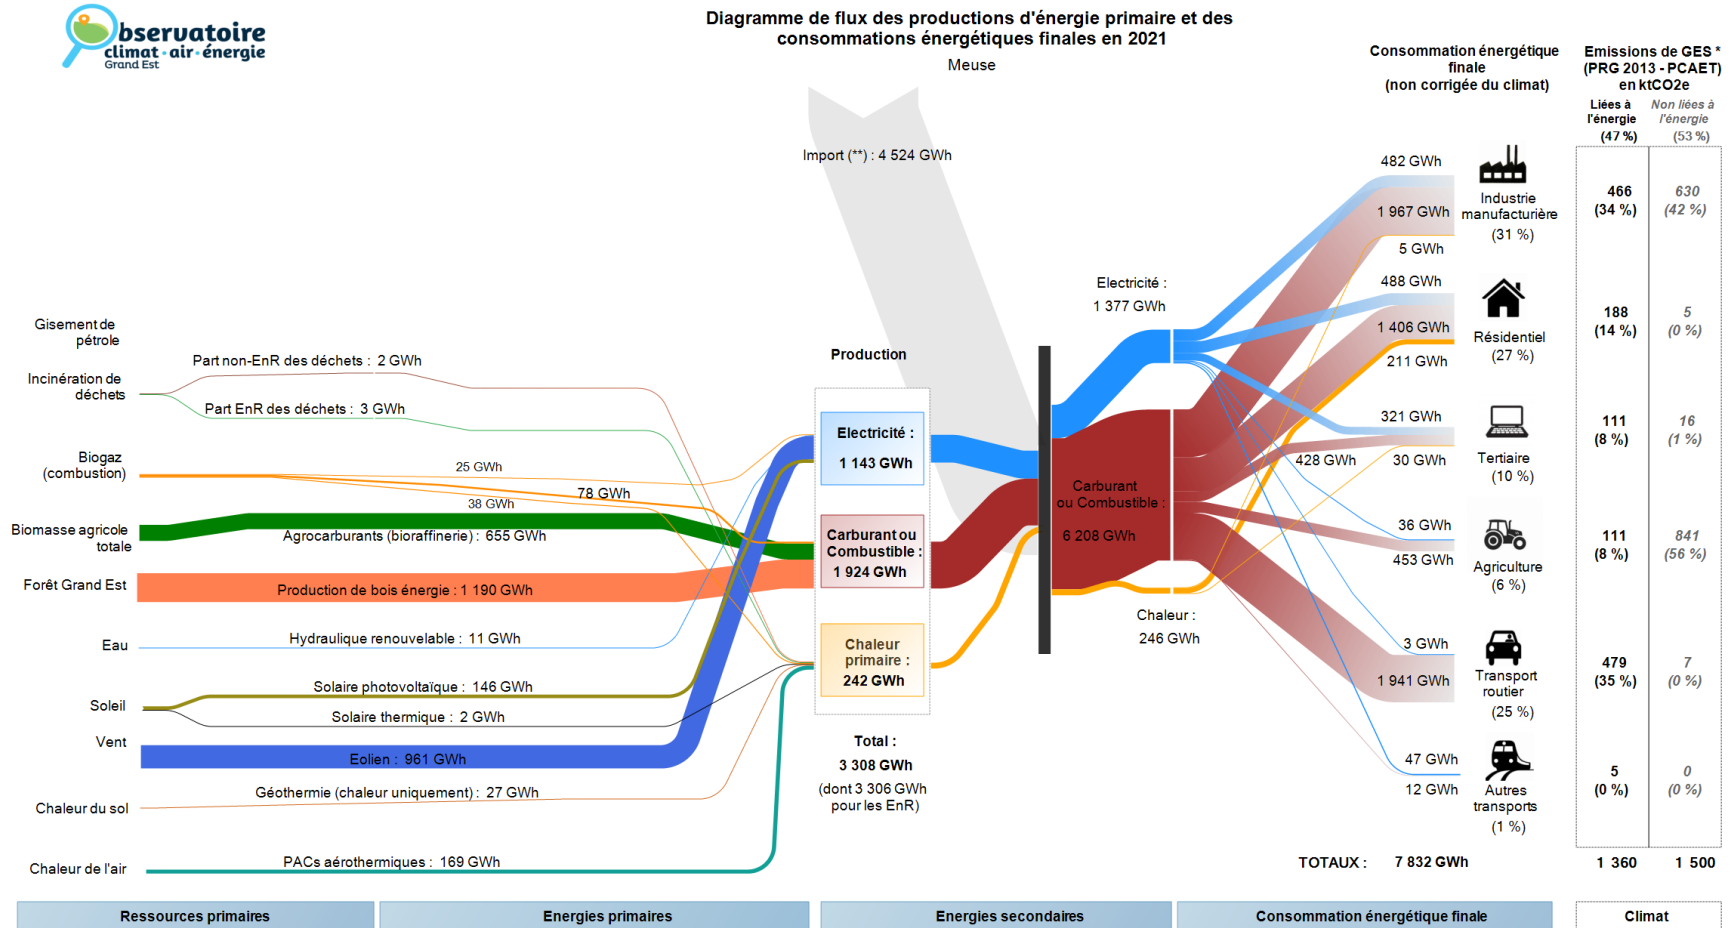 Observatoire
climat · air · énergie
Grand Est
Diagramme de flux des productions d'énergie primaire et des
consommations énergétiques finales en 2021
Meuse
Consommation énergétique
finale
(non corrigée du climat)
Emissions de GES *
(PRG 2013 - PCAET)
en ktCO2e
Liées à
l'énergie
(47 %)
Non liées à
l'énergie
(53 %)
Import (**) : 4 524 GWh
Gisement de
pétrole
Incinération de
déchets
Biogaz
(combustion)
Biomasse agricole
totale
Forêt Grand Est
Eau
Soleil
Vent
Chaleur du sol
Chaleur de l'air
Part non-EnR des déchets : 2 GWh
Part EnR des déchets : 3 GWh
25 GWh
78 GWh
38 GWh
Agrocarburants (bioraffinerie) : 655 GWh
Production de bois énergie : 1 190 GWh
Hydraulique renouvelable : 11 GWh
Solaire photovoltaïque : 146 GWh
Solaire thermique : 2 GWh
Eolien : 961 GWh
Géothermie (chaleur uniquement) : 27 GWh
PACs aérothermiques : 169 GWh
Production
Electricité :
1 143 GWh
Carburant ou
Combustible :
1 924 GWh
Chaleur
primaire :
242 GWh
Total :
3 308 GWh
(dont 3 306 GWh
pour les EnR)
Electricité :
1 377 GWh
Carburant
ou Combustible :
6 208 GWh
Chaleur :
246 GWh
482 GWh
1 967 GWh
5 GWh
Industrie
manufacturière
(31 %)
466
(34 %)
630
(42 %)
488 GWh
1 406 GWh
211 GWh
Résidentiel
(27 %)
188
(14 %)
5
(0 %)
321 GWh
428 GWh
30 GWh
Tertiaire
(10 %)
111
(8 %)
16
(1 %)
36 GWh
453 GWh
Agriculture
(6 %)
111
(8 %)
841
(56 %)
3 GWh
1 941 GWh
Transport
routier
(25 %)
479
(35 %)
7
(0 %)
47 GWh
12 GWh
Autres
transports
(1 %)
5
(0 %)
0
(0 %)
TOTAUX : 7 832 GWh
1 360
1 500
Ressources primaires
Energies primaires
Energies secondaires
Consommation énergétique finale
Climat